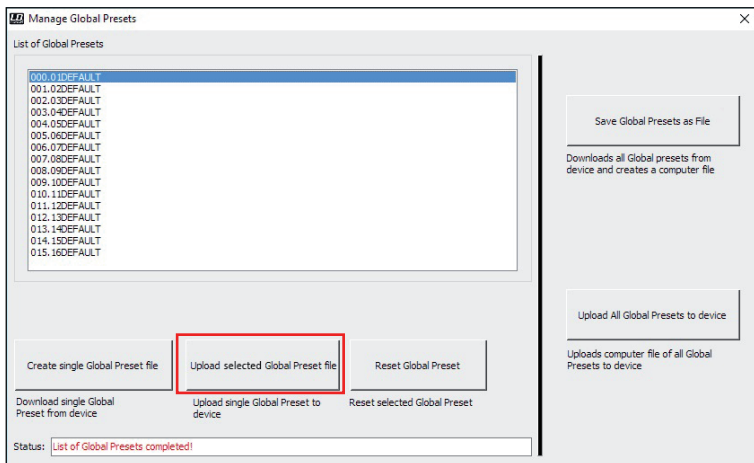 LD Manage Global Presets
List of Global Presets
000.01DEFAULT
001.02DEFAULT
002.03DEFAULT
003.04DEFAULT
004.05DEFAULT
005.06DEFAULT
006.07DEFAULT
007.08DEFAULT
008.09DEFAULT
009.10DEFAULT
010.11DEFAULT
011.12DEFAULT
012.13DEFAULT
013.14DEFAULT
014.15DEFAULT
015.16DEFAULT
Create single Global Preset file
Download single Global
Preset from device
Upload selected Global Preset file
Upload single Global Preset to
device
Reset Global Preset
Reset selected Global Preset
Status: List of Global Presets completed!
Save Global Presets as File
Downloads all Global presets from
device and creates a computer file
Upload All Global Presets to device
Uploads computer file of all Global
Presets to device